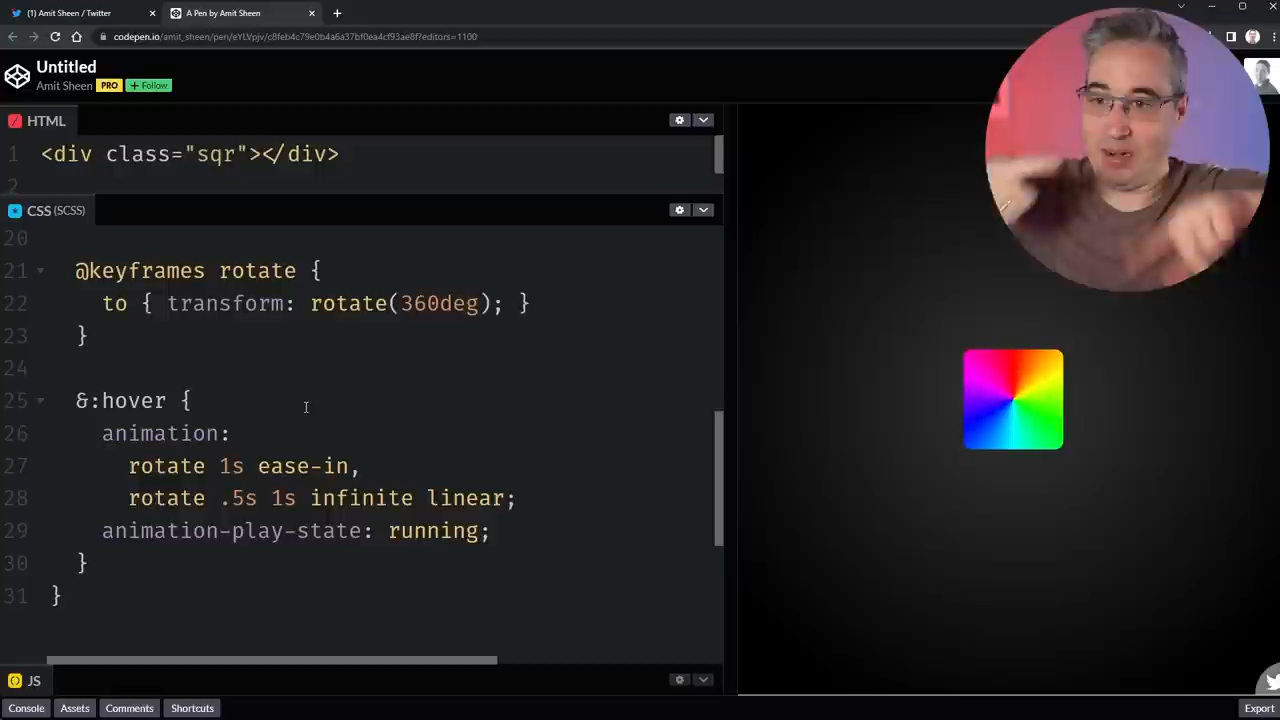 (1) Amit Sheen / Twitter
A Pen by Amit Sheen
codepen.io/amit_sheen/pen/eYLVpjv/c8feb4c79e0b4a6a37bf0ea4cf93ae8f?editors=1100
Untitled
Amit Sheen PRO + Follow
HTML
1 <div class="sqr"></div>
2
CSS (SCSS)
20
21 @keyframes rotate {
22 to { transform: rotate(360deg); }
23 }
24
25 &:hover {
26 animation:
27 rotate 1s ease-in,
28 rotate .5s 1s infinite linear;
29 animation-play-state: running;
30 }
31 }
JS
Console Assets Comments Shortcuts Export